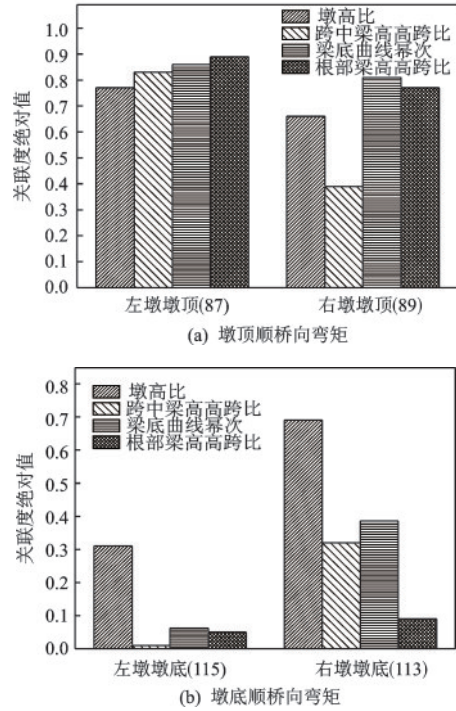 1.0
0.9
0.8
0.7
0.6
0.5
0.4
0.3
0.2
0.1
0.0
关联度绝对值
墩高比
跨中梁高高跨比
梁底曲线幂次
根部梁高高跨比
左墩墩顶(87)
右墩墩顶(89)
(a) 墩顶顺桥向弯矩
0.8
0.7
0.6
0.5
0.4
0.3
0.2
0.1
0.0
关联度绝对值
墩高比
跨中梁高高跨比
梁底曲线幂次
根部梁高高跨比
左墩墩底(115)
右墩墩底(113)
(b) 墩底顺桥向弯矩